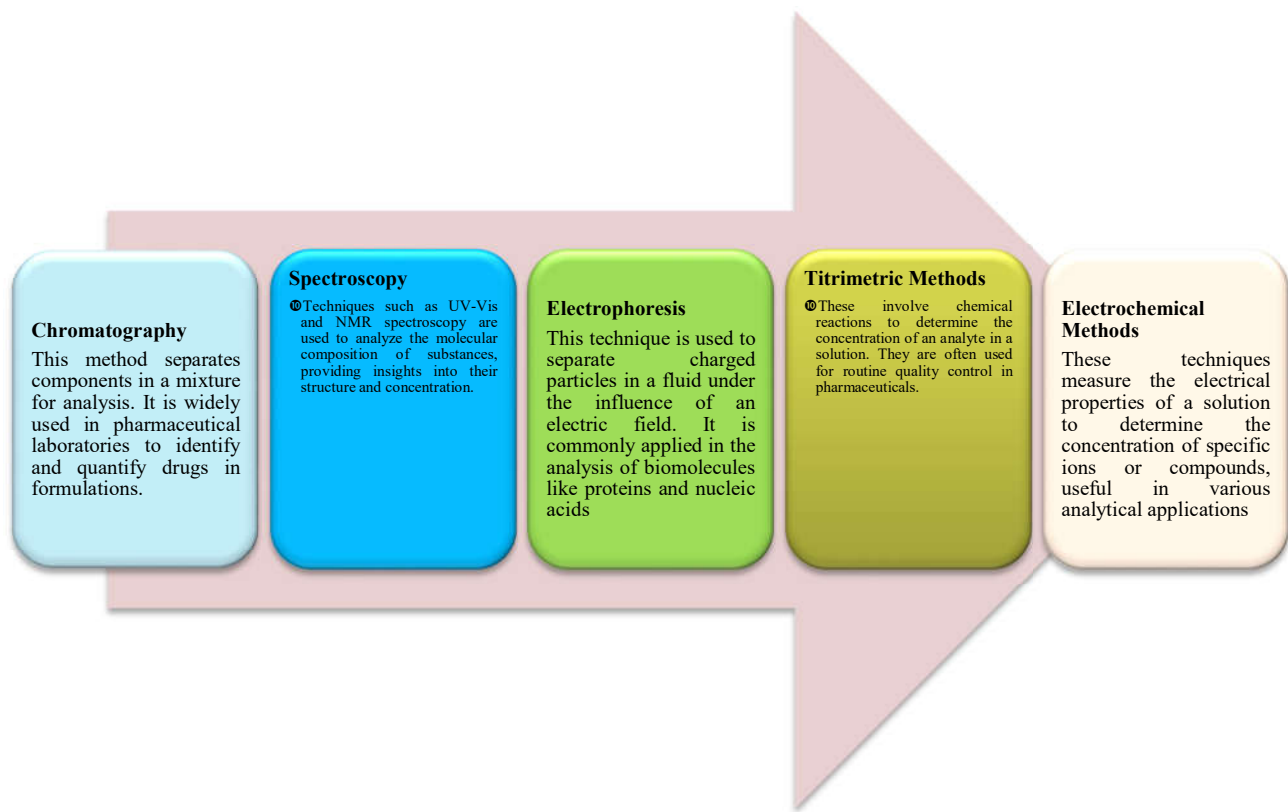 Chromatography
This method separates
components in a mixture
for analysis. It is widely
used in pharmaceutical
laboratories to identify
and quantify drugs in
formulations.
Spectroscopy
❿Techniques such as UV-Vis
and NMR spectroscopy are
used to analyze the molecular
composition of substances,
providing insights into their
structure and concentration.
Electrophoresis
This technique is used to
separate charged
particles in a fluid under
the influence of an
electric field. It is
commonly applied in the
analysis of biomolecules
like proteins and nucleic
acids
Titrimetric Methods
❿These involve chemical
reactions to determine the
concentration of an analyte in a
solution. They are often used
for routine quality control in
pharmaceuticals.
Electrochemical
Methods
These techniques
measure the electrical
properties of a solution
to determine the
concentration of specific
ions or compounds,
useful in various
analytical applications